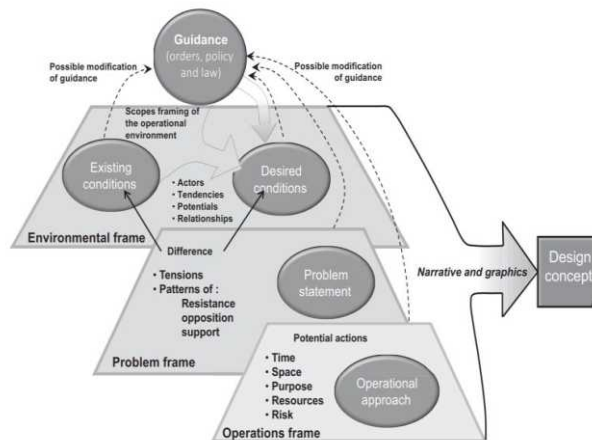 Guidance
(orders, policy
and law)
Possible modification of
guidance
Possible modification
of guidance
Scopes framing of
the operational
environment
Existing
conditions
Desired
conditions
• Actors
• Tendencies
• Potentials
• Relationships
Environmental frame
Difference
• Tensions
• Patterns of :
Resistance
opposition
support
Problem
statement
Problem frame
Narrative and graphics
Design
concept
Potential actions
• Time
• Space
• Purpose
• Resources
• Risk
Operational
approach
Operations frame